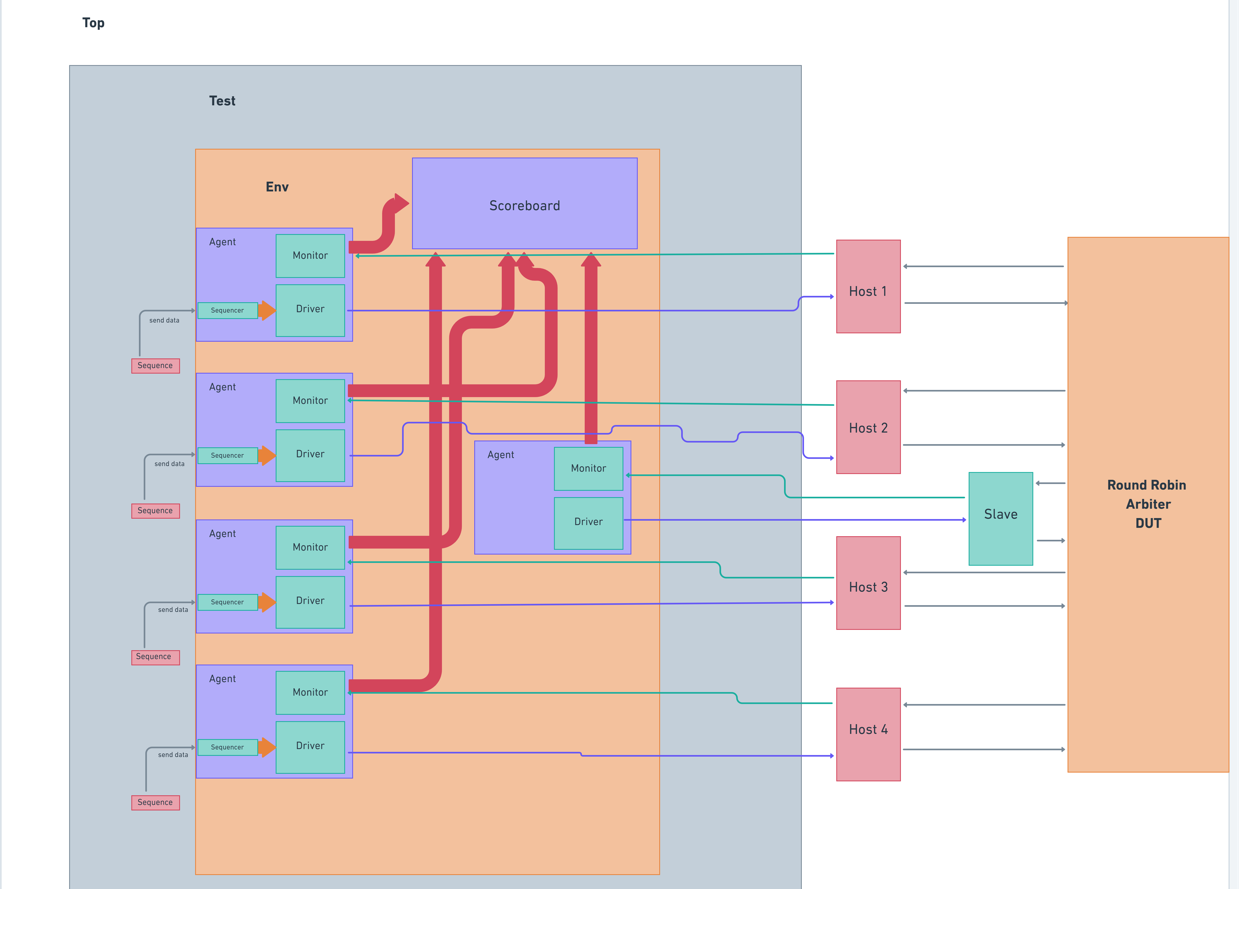 Top
Test
Env
Scoreboard
Agent
Monitor
Sequencer
Driver
send data
Sequence
Agent
Monitor
Sequencer
Driver
send data
Sequence
Agent
Monitor
Driver
Agent
Monitor
Sequencer
Driver
send data
Sequence
Agent
Monitor
Sequencer
Driver
send data
Sequence
Host 1
Host 2
Slave
Host 3
Host 4
Round Robin
Arbiter
DUT